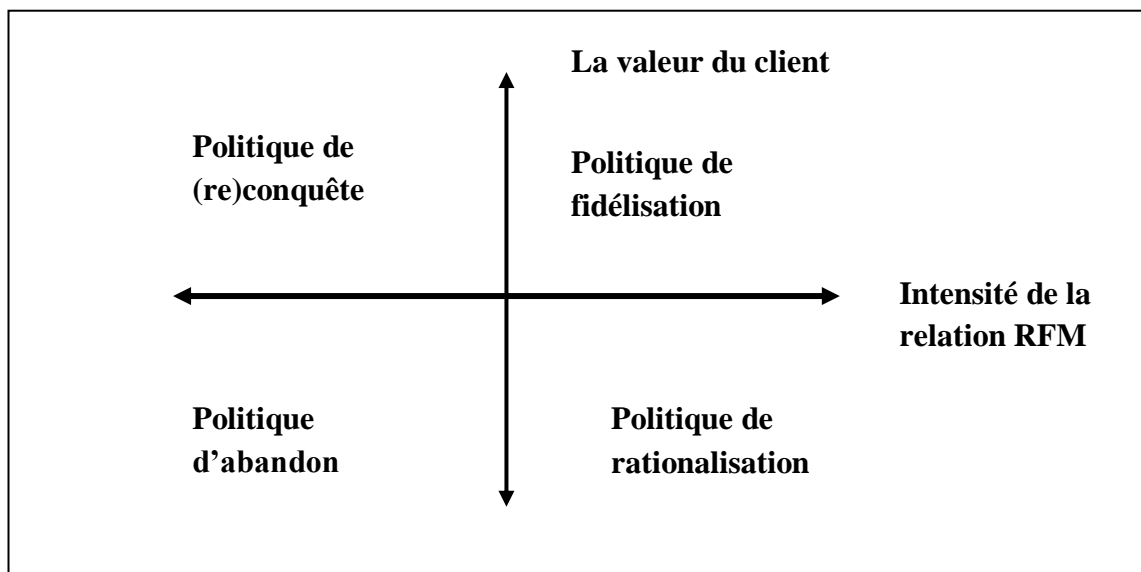 La valeur du client
Politique de
(re)conquête
Politique de
fidélisation
Intensité de la
relation RFM
Politique
d’abandon
Politique de
rationalisation